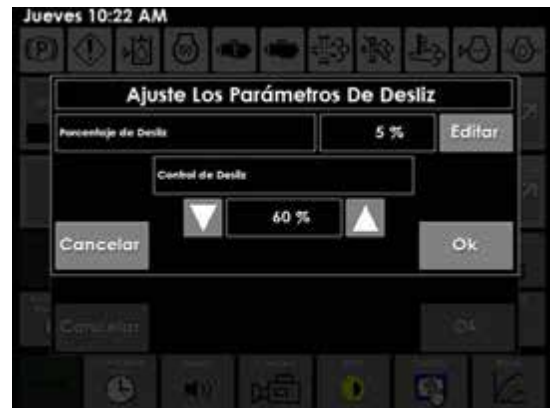 Jueves 10:22 AM
Ajuste Los Parámetros De Desliz
Porcentaje de Desliz 5 % Editar
Control de Desliz
60 %
Cancelar Ok
Cancelar Ok